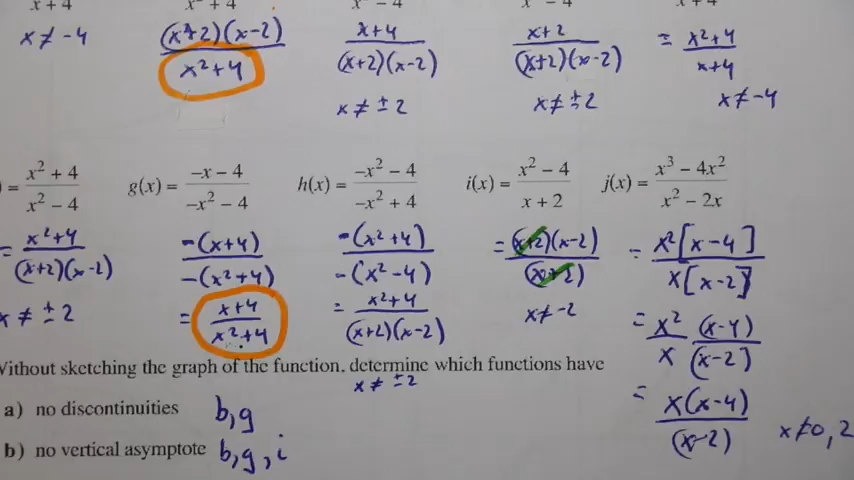 x + 4
x ≠ -4
(x+2)(x-2)
x²+4
x+4
(x+2)(x-2)
x ≠ ±2
x+2
(x+2)(x-2)
x ≠ ±2
= x²+4
x+4
x ≠ -4
= x² + 4 / x² - 4
g(x) = -x - 4 / -x² - 4
h(x) = -x² - 4 / -x² + 4
i(x) = x² - 4 / x + 2
j(x) = x³ - 4x² / x² - 2x
= x²+4
(x+2)(x-2)
x ≠ ±2
-(x+4)
-(x²+4)
= x+4
x²+4
-(x²+4)
-(x²-4)
= x²+4
(x+2)(x-2)
x ≠ ±2
= (x+2)(x-2)
(x+2)
x ≠ -2
= x²[x-4]
x[x-2]
= x² (x-4)
x (x-2)
= x(x-4)
(x-2)
x≠0, 2
Without sketching the graph of the function, determine which functions have
a) no discontinuities b,g
b) no vertical asymptote b,g,i